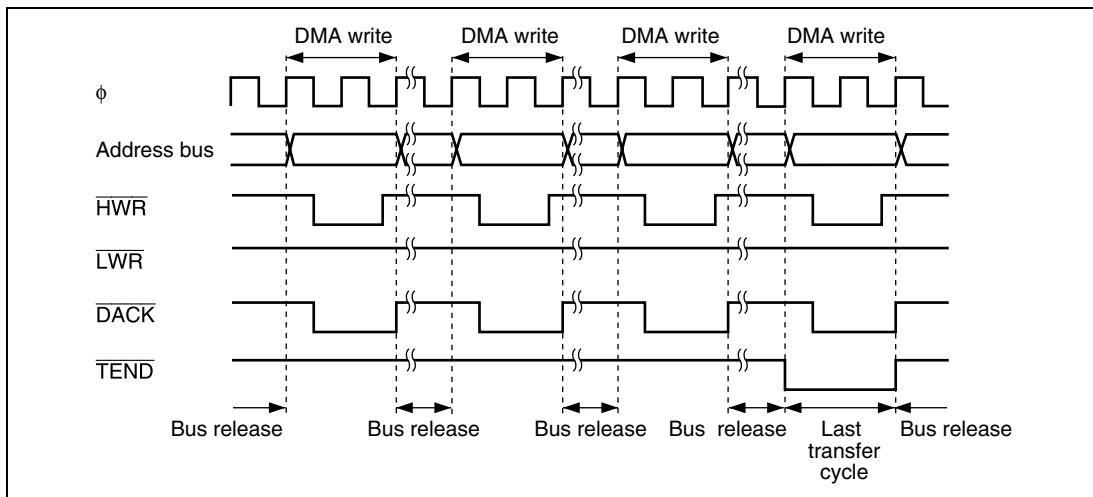 DMA write DMA write DMA write DMA write
ϕ
Address bus
HWR
LWR
DACK
TEND
Bus release Bus release Bus release Bus release Last transfer cycle Bus release